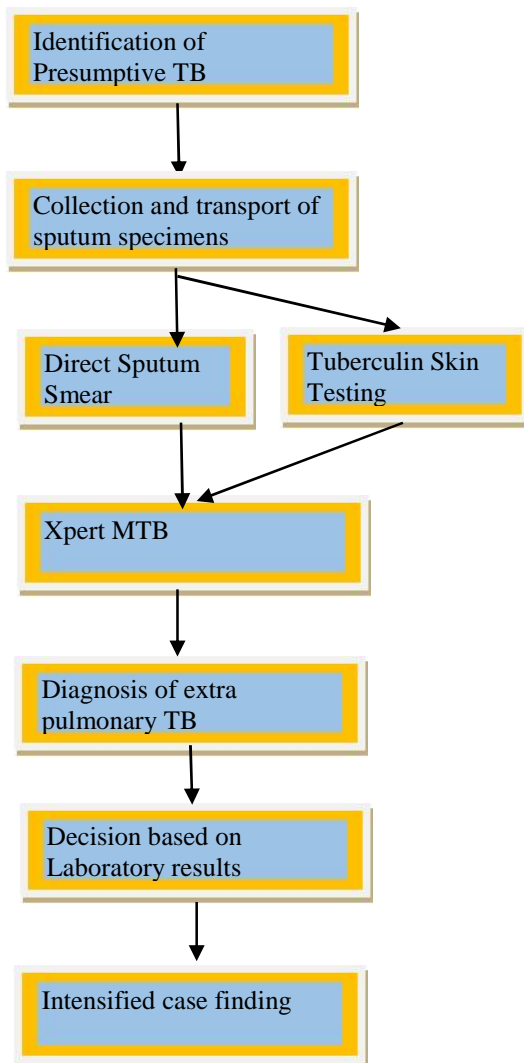 Identification of
Presumptive TB
Collection and transport of
sputum specimens
Direct Sputum
Smear
Tuberculin Skin
Testing
Xpert MTB
Diagnosis of extra
pulmonary TB
Decision based on
Laboratory results
Intensified case finding